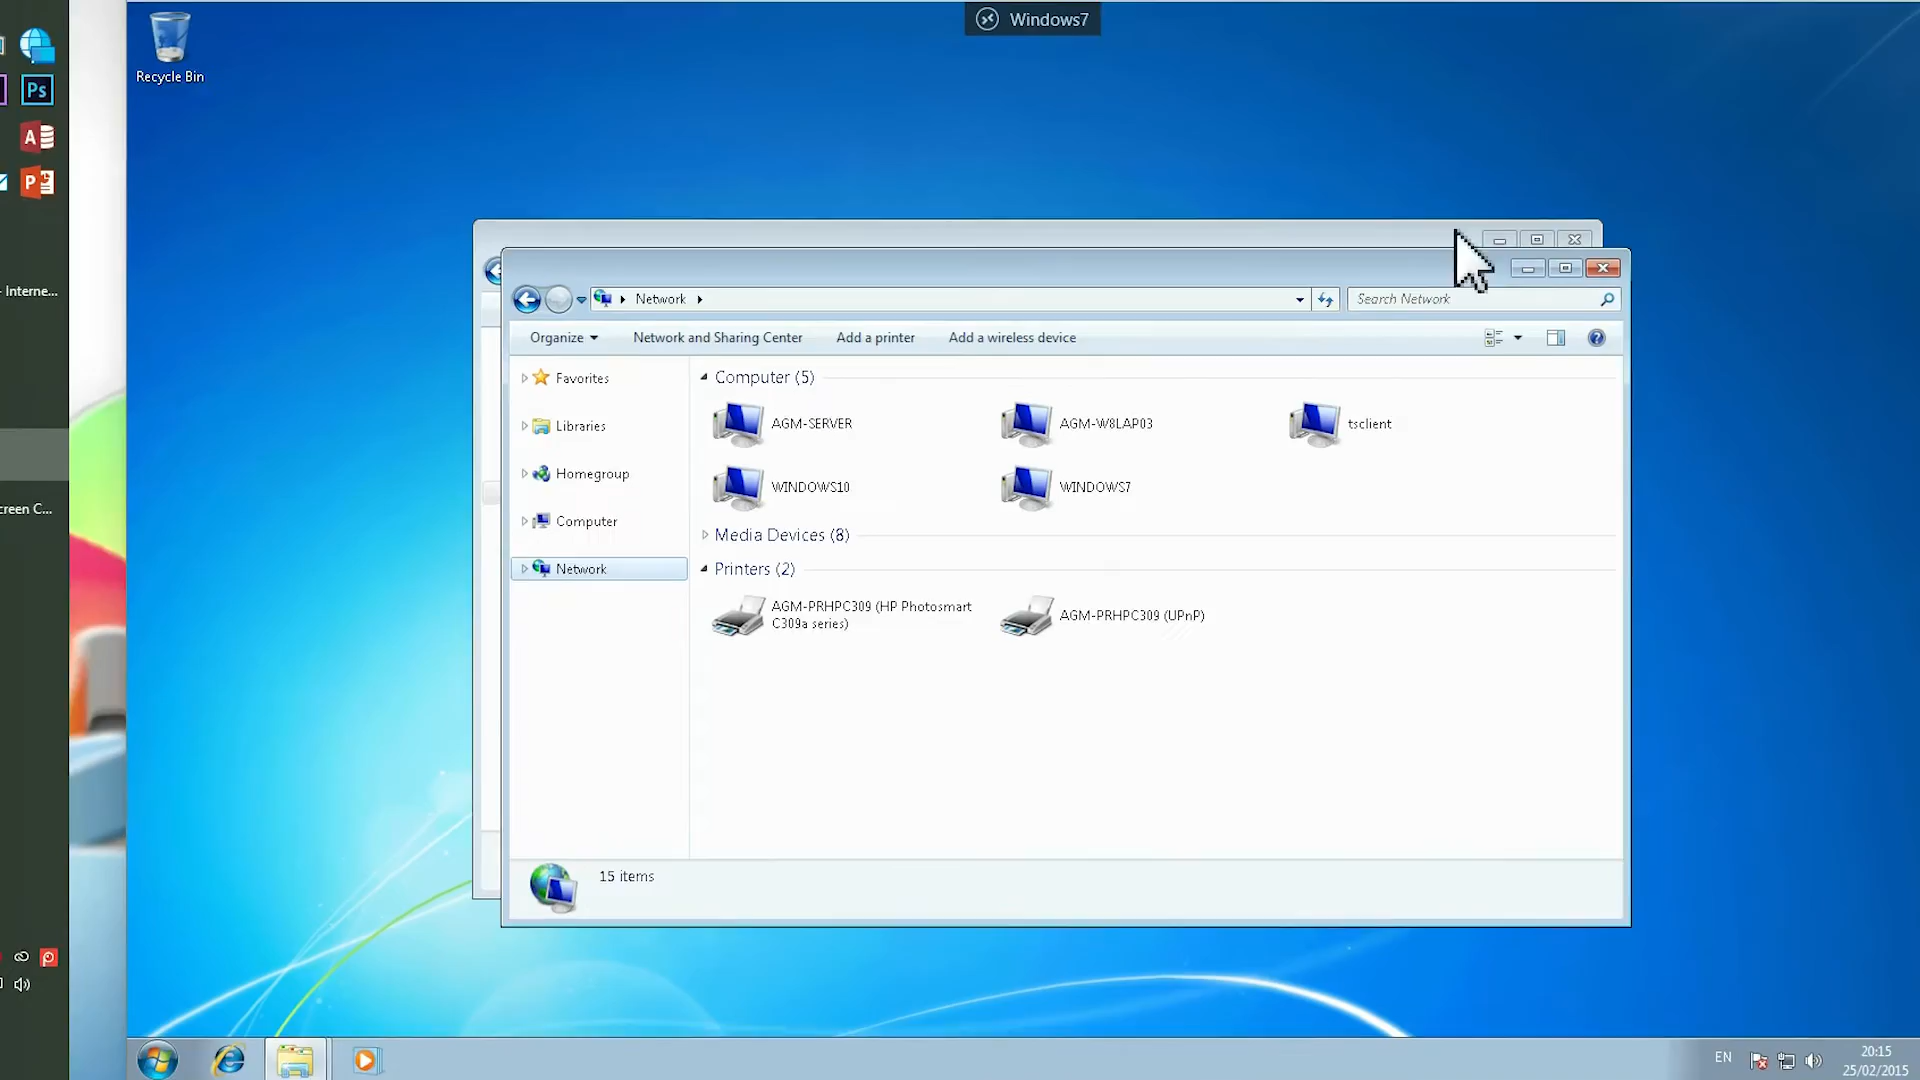 Windows7
Recycle Bin
Ps
- Interne...
creen C...
Network
Search Network
Organize
Network and Sharing Center
Add a printer
Add a wireless device
Favorites
Libraries
Homegroup
Computer
Network
Computer (5)
AGM-SERVER
AGM-W8LAP03
tsclient
WINDOWS10
WINDOWS7
Media Devices (8)
Printers (2)
AGM-PRHPC309 (HP Photosmart
C309a series)
AGM-PRHPC309 (UPnP)
15 items
EN
20:15
25/02/2015